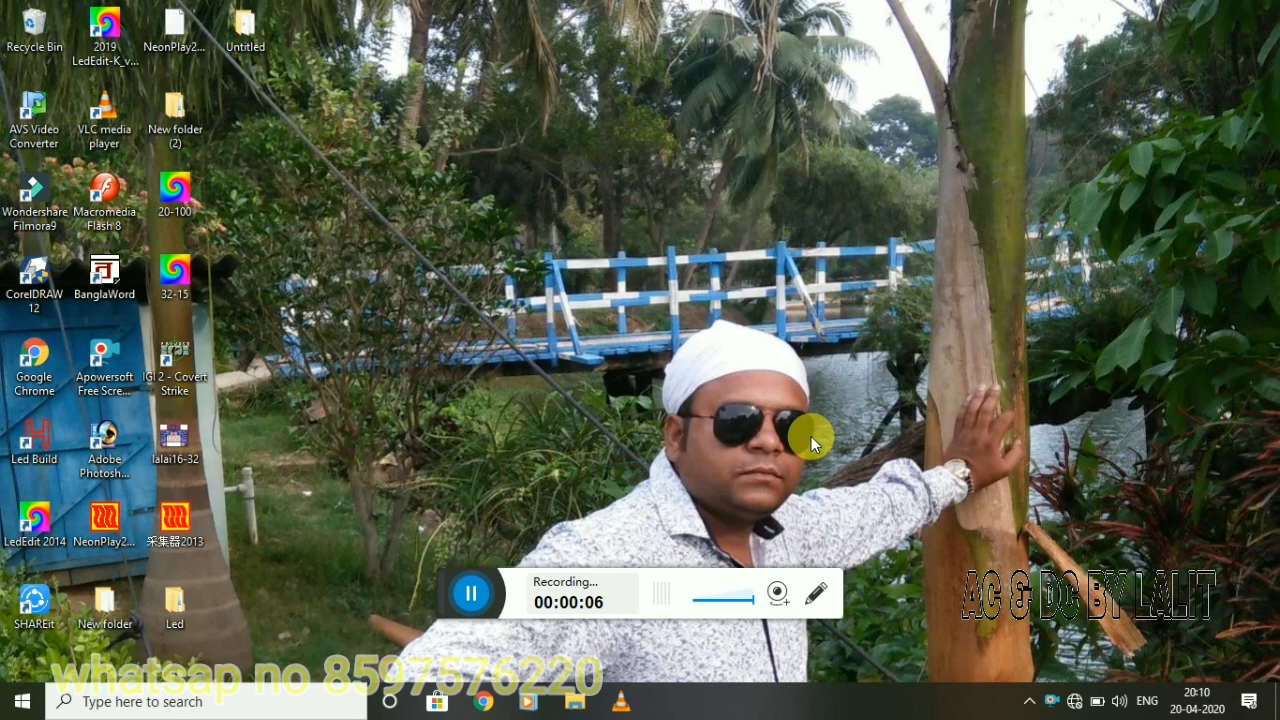 Recycle Bin
2019
LedEdit-K_v...
NeonPlay2...
Untitled
AVS Video
Converter
VLC media
player
New folder
(2)
Wondershare
Filmora9
Macromedia
Flash 8
20-100
CorelDRAW
12
BanglaWord
32-15
Google
Chrome
Apowersoft
Free Scre...
IGI 2 - Covert
Strike
Led Build
Adobe
Photosh...
lalai16-32
LedEdit 2014
NeonPlay2...
采集器2013
SHAREit
New folder
Led
Recording...
00:00:06
AC & DC BY LALIT
whatsap no 8597576220
Type here to search
ENG
20:10
20-04-2020